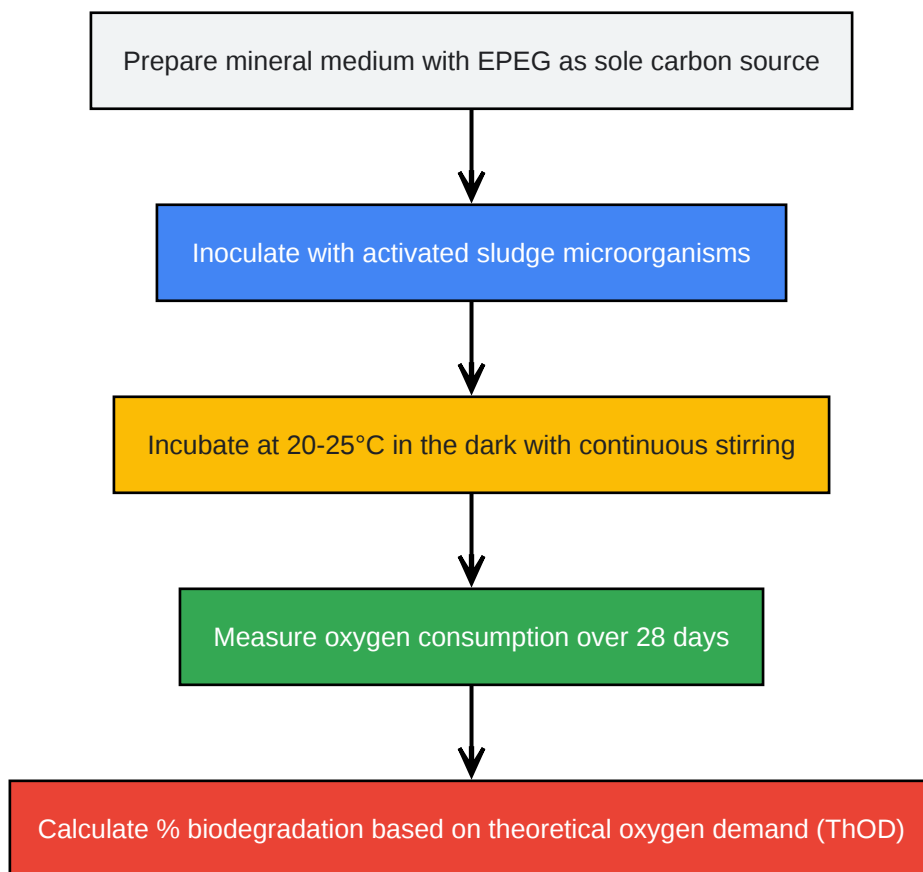 Prepare mineral medium with EPEG as sole carbon source
Inoculate with activated sludge microorganisms
Incubate at 20-25°C in the dark with continuous stirring
Measure oxygen consumption over 28 days
Calculate % biodegradation based on theoretical oxygen demand (ThOD)